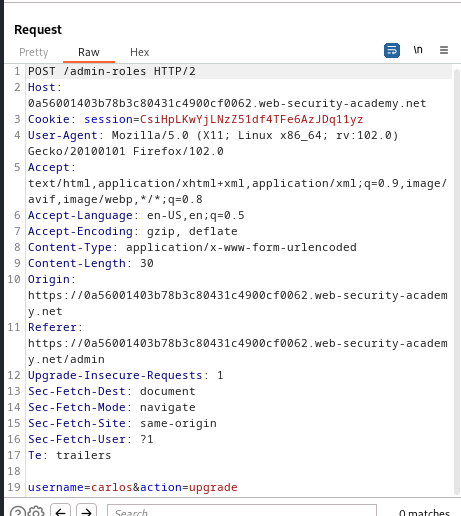 Request
Pretty Raw Hex
\n
1 POST /admin-roles HTTP/2
2 Host:
0a56001403b78b3c80431c4900cf0062.web-security-academy.net
3 Cookie: session=CsiHpLKwYjLNzZ51df4TFe6AzJDq11yz
4 User-Agent: Mozilla/5.0 (X11; Linux x86_64; rv:102.0)
Gecko/20100101 Firefox/102.0
5 Accept:
text/html,application/xhtml+xml,application/xml;q=0.9,image/
avif,image/webp,*/*;q=0.8
6 Accept-Language: en-US,en;q=0.5
7 Accept-Encoding: gzip, deflate
8 Content-Type: application/x-www-form-urlencoded
9 Content-Length: 30
10 Origin:
https://0a56001403b78b3c80431c4900cf0062.web-security-academ
y.net
11 Referer:
https://0a56001403b78b3c80431c4900cf0062.web-security-academ
y.net/admin
12 Upgrade-Insecure-Requests: 1
13 Sec-Fetch-Dest: document
14 Sec-Fetch-Mode: navigate
15 Sec-Fetch-Site: same-origin
16 Sec-Fetch-User: ?1
17 Te: trailers
18
19 username=carlos&action=upgrade
Search... 0 matches